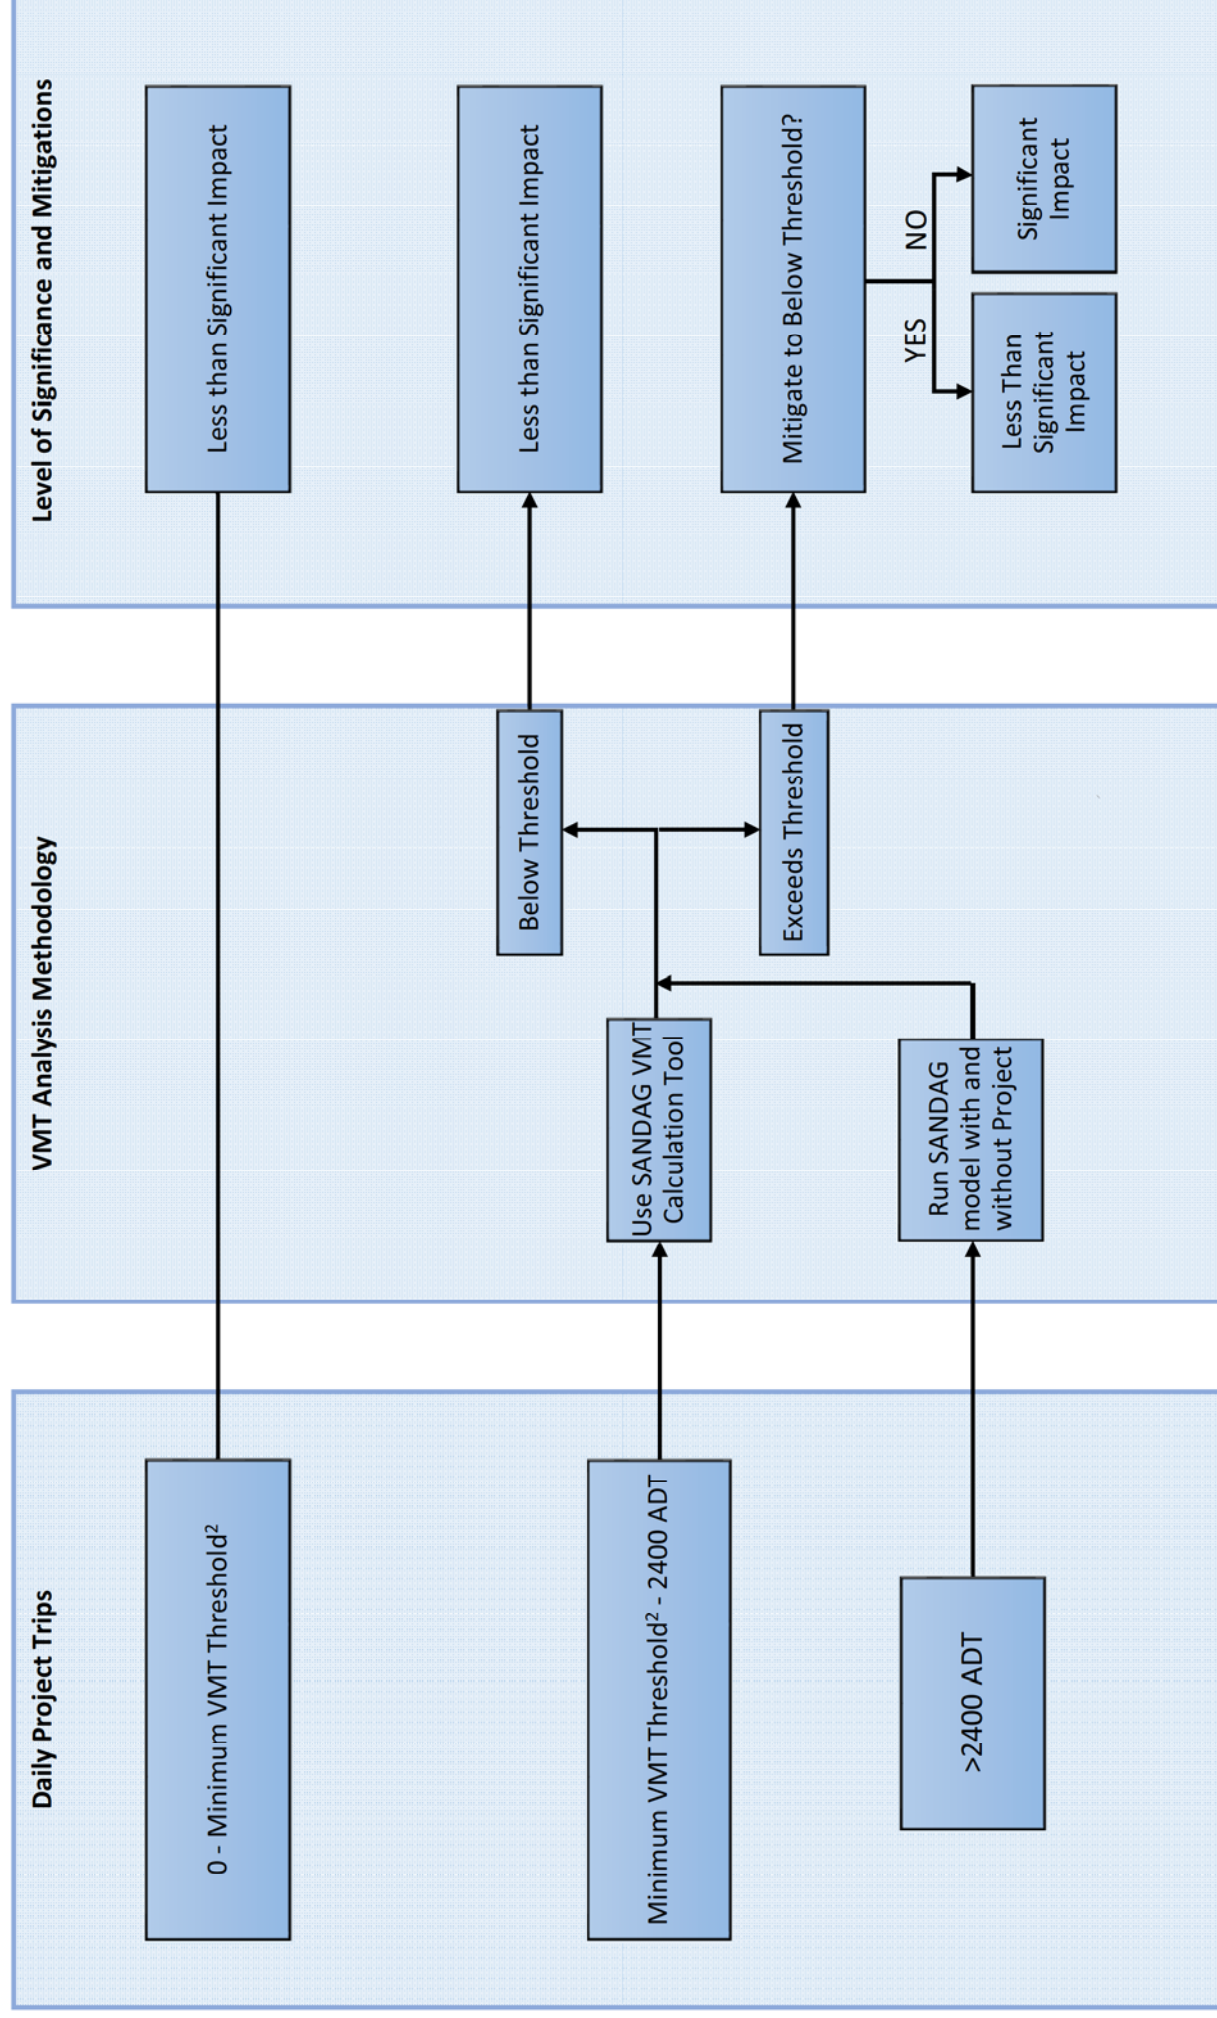 Daily Project Trips
0 - Minimum VMT Threshold²
Minimum VMT Threshold² - 2400 ADT
>2400 ADT
VMT Analysis Methodology
Use SANDAG VMT
Calculation Tool
Run SANDAG
model with and
without Project
Below Threshold
Exceeds Threshold
Level of Significance and Mitigations
Less than Significant Impact
Less than Significant Impact
Mitigate to Below Threshold?
YES
NO
Less Than
Significant
Impact
Significant
Impact